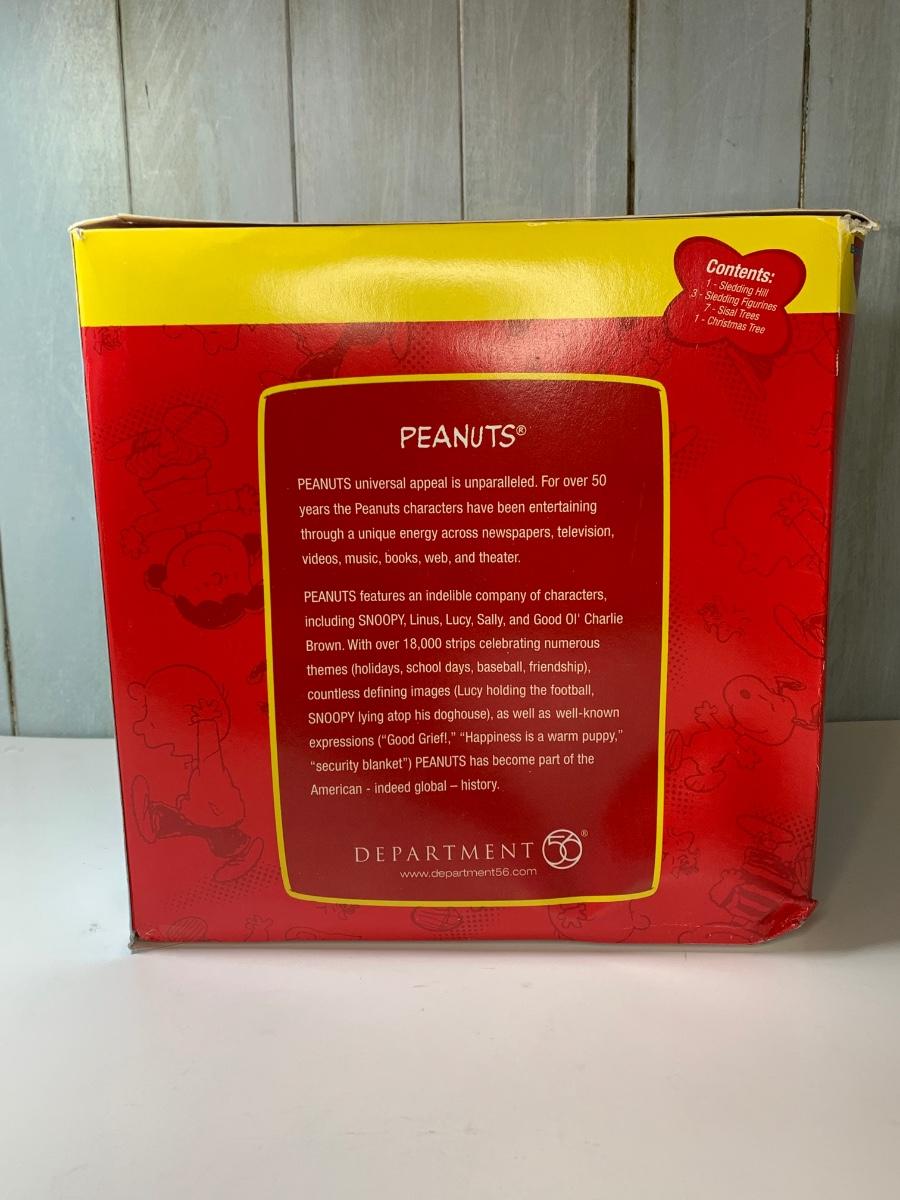 Contents:
1 - Sledding Hill
3 - Sledding Figurines
7 - Sisal Trees
1 - Christmas Tree
PEANUTS®
PEANUTS universal appeal is unparalleled. For over 50
years the Peanuts characters have been entertaining
through a unique energy across newspapers, television,
videos, music, books, web, and theater.
PEANUTS features an indelible company of characters,
including SNOOPY, Linus, Lucy, Sally, and Good Ol' Charlie
Brown. With over 18,000 strips celebrating numerous
themes (holidays, school days, baseball, friendship),
countless defining images (Lucy holding the football,
SNOOPY lying atop his doghouse), as well as well-known
expressions (“Good Grief!,” “Happiness is a warm puppy,”
“security blanket”) PEANUTS has become part of the
American - indeed global – history.
DEPARTMENT 56®
www.department56.com